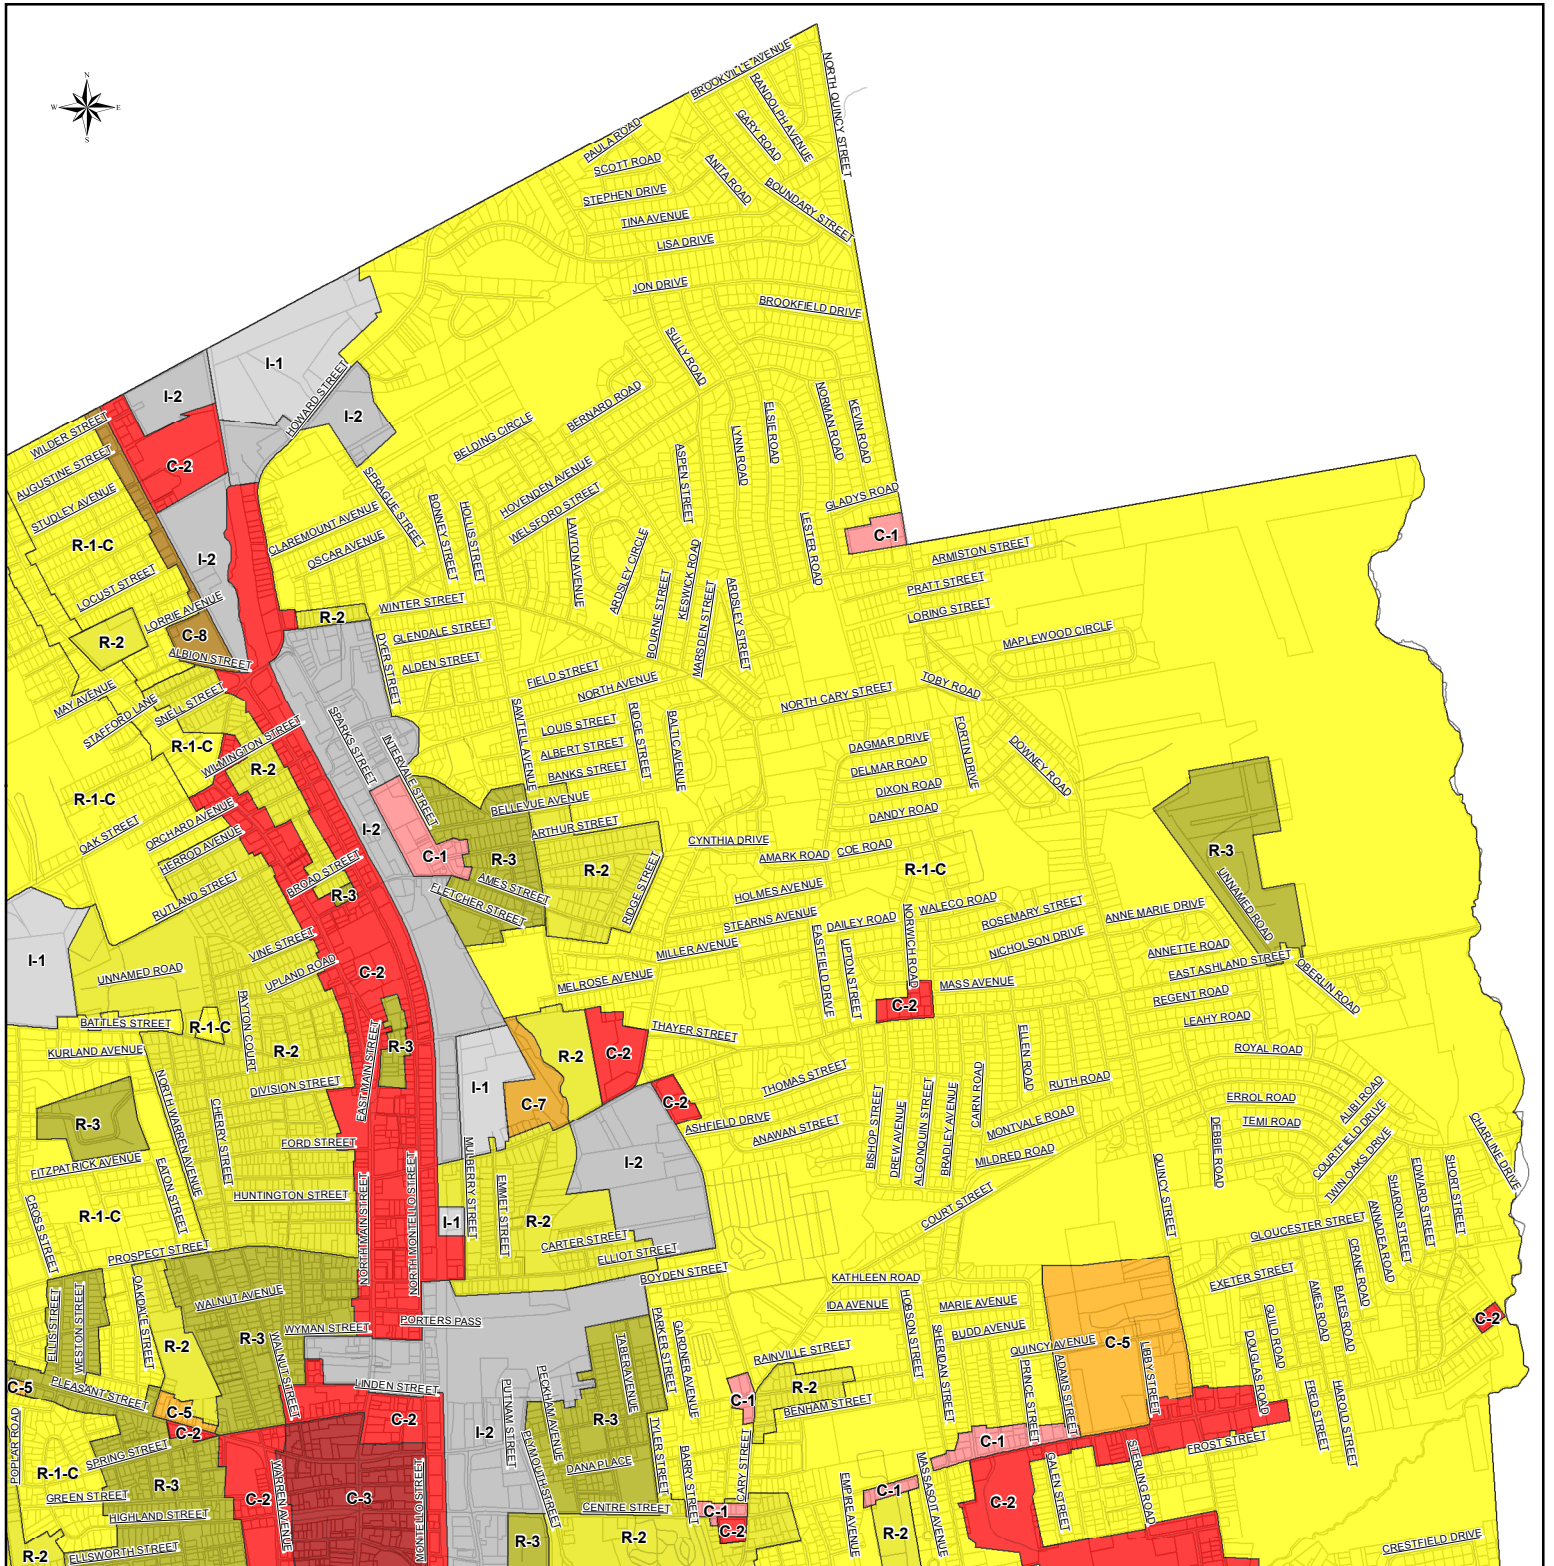 N
W
E
S
BROOKVILLE AVENUE
NORTH QUINCY STREET
RANDOLPH AVENUE
GARY ROAD
PAULA ROAD
SCOTT ROAD
ANITA ROAD
STEPHEN DRIVE
BOUNDARY STREET
TINA AVENUE
LISA DRIVE
JON DRIVE
BROOKFIELD DRIVE
SULLY ROAD
I-1
HOWARD STREET
I-2
I-2
NORMAN ROAD
KEVIN ROAD
BERNARD ROAD
ELSIE ROAD
LYNN ROAD
BELDING CIRCLE
WILDER STREET
AUGUSTINE STREET
C-2
ASPEN STREET
SPRAGUE STREET
HOVENDEN AVENUE
WELSFORD STREET
BONNEY STREET
HOLLIS STREET
GLADYS ROAD
STUDLEY AVENUE
CLAREMOUNT AVENUE
OSCAR AVENUE
LAWTON AVENUE
ARDSLEY CIRCLE
LESTER ROAD
C-1
ARMISTON STREET
R-1-C
I-2
LOCUST STREET
LORRIE AVENUE
BOURNE STREET
KESWICK ROAD
MARSDEN STREET
ARDSLEY STREET
PRATT STREET
LORING STREET
WINTER STREET
R-2
R-2
C-8
ALBION STREET
GLENDALE STREET
ALDEN STREET
DYER STREET
MAPLEWOOD CIRCLE
FIELD STREET
NORTH AVENUE
TOBY ROAD
NORTH CARY STREET
MAY AVENUE
STAFFORD LANE
SNELL STREET
SPARKS STREET
INTERVALE STREET
SAWTELL AVENUE
LOUIS STREET
RIDGE STREET
BALTIC AVENUE
ALBERT STREET
BANKS STREET
R-1-C
WILMINGTON STREET
R-2
DAGMAR DRIVE
DELMAR ROAD
DIXON ROAD
DANDY ROAD
FORTIN DRIVE
DOWNEY ROAD
R-1-C
OAK STREET
ORCHARD AVENUE
HERROD AVENUE
I-2
C-1
BELLEVUE AVENUE
ARTHUR STREET
CYNTHIA DRIVE
AMARK ROAD
COE ROAD
R-3
R-3
R-2
R-1-C
RUTLAND STREET
BROAD STREET
R-3
AMES STREET
FLETCHER STREET
RIDGE STREET
HOLMES AVENUE
STEARNS AVENUE
DAILEY ROAD
NORWICH ROAD
WALECO ROAD
ROSEMARY STREET
ANNE MARIE DRIVE
UNNAMED ROAD
VINE STREET
UPLAND ROAD
MILLER AVENUE
EASTFIELD DRIVE
UPTON STREET
NICHOLSON DRIVE
ANNETTE ROAD
EAST ASHLAND STREET
OBERLIN ROAD
I-1
UNNAMED ROAD
C-2
MELROSE AVENUE
MASS AVENUE
C-2
REGENT ROAD
LEAHY ROAD
BATTLES STREET
R-1-C
PAYTON COURT
KURLAND AVENUE
R-2
R-3
EAST MAIN STREET
THAYER STREET
ELLEN ROAD
ROYAL ROAD
R-2
C-2
DIVISION STREET
I-1
C-7
C-2
THOMAS STREET
RUTH ROAD
NORTH WARREN AVENUE
CHERRY STREET
R-3
ASHFIELD DRIVE
ANAWAN STREET
BISHOP STREET
DREW AVENUE
ALGONQUIN STREET
BRADLEY AVENUE
CAIRN ROAD
MONTVALE ROAD
MILDRED ROAD
ERROL ROAD
TEMI ROAD
DEBBIE ROAD
ALIBI ROAD
COURTFIELD DRIVE
TWIN OAKS DRIVE
CHARLINE DRIVE
FORD STREET
FITZPATRICK AVENUE
EATON STREET
MULBERRY STREET
I-2
QUINCY STREET
EMMET STREET
SHARON STREET
EDWARD STREET
SHORT STREET
CROSS STREET
HUNTINGTON STREET
R-1-C
NORTH MAIN STREET
NORTH MONTELLO STREET
I-1
R-2
COURT STREET
GLOUCESTER STREET
ANNADEA ROAD
CRANE ROAD
PROSPECT STREET
CARTER STREET
ELLIOT STREET
BOYDEN STREET
KATHLEEN ROAD
EXETER STREET
OAKDALE STREET
WALNUT AVENUE
IDA AVENUE
HOBSON STREET
MARIE AVENUE
AMES ROAD
BATES ROAD
C-2
ELLIS STREET
WESTON STREET
R-2
R-3
WYMAN STREET
PORTERS PASS
TABER AVENUE
PARKER STREET
GARDNER AVENUE
RAINVILLE STREET
SHERIDAN STREET
BUDD AVENUE
QUINCY AVENUE
C-5
GUILD ROAD
DOUGLAS ROAD
LIBBY STREET
PRINCE STREET
ADAMS STREET
WALNUT STREET
C-5
PLEASANT STREET
LINDEN STREET
PUTNAM STREET
PECKHAM AVENUE
C-1
R-2
BENHAM STREET
FRED STREET
HAROLD STREET
C-5
C-2
C-2
R-3
POPLAR ROAD
SPRING STREET
I-2
PLYMOUTH STREET
TYLER STREET
BARRY STREET
CARY STREET
C-1
FROST STREET
STERLING ROAD
GALEN STREET
R-1-C
R-3
DANA PLACE
GREEN STREET
HIGHLAND STREET
C-2
WARREN AVENUE
C-3
MONTELLO STREET
CENTRE STREET
C-1
C-2
EMPIRE AVENUE
C-1
MASSASOIT AVENUE
C-2
R-2
ELLSWORTH STREET
R-3
R-2
R-2
CRESTFIELD DRIVE